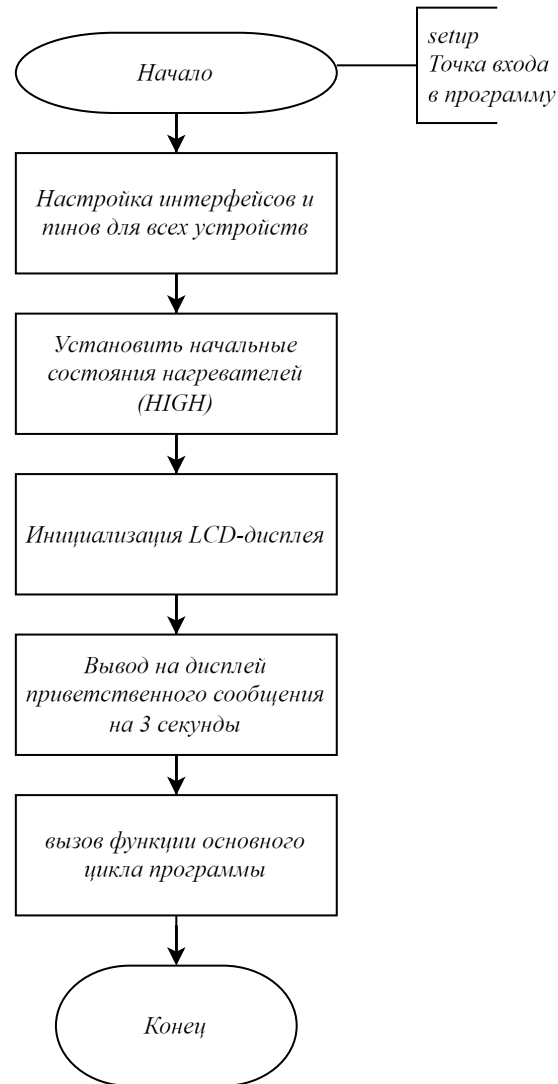 Начало
setup
Точка входа
в программу
Настройка интерфейсов и
пинов для всех устройств
Установить начальные
состояния нагревателей
(HIGH)
Инициализация LCD-дисплея
Вывод на дисплей
приветственного сообщения
на 3 секунды
вызов функции основного
цикла программы
Конец